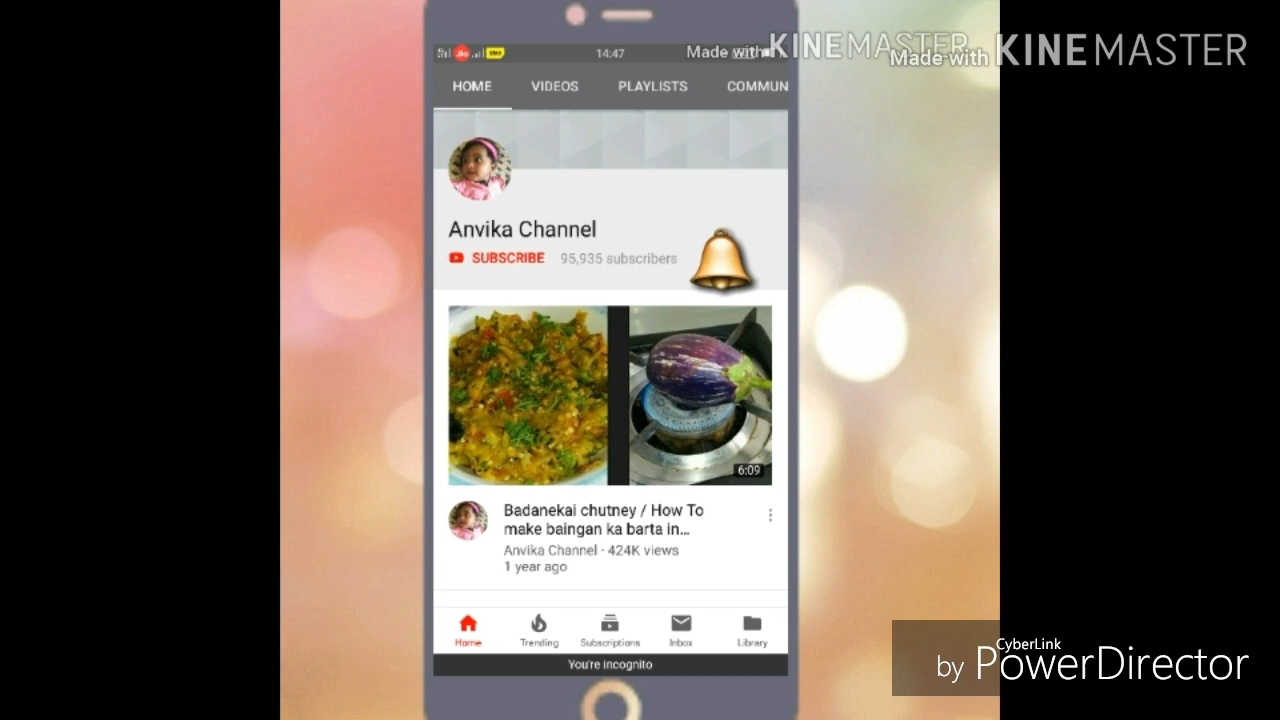 Jio
14:47
Made with KINEMASTER
Made with KINEMASTER
HOME VIDEOS PLAYLISTS COMMUN
Anvika Channel
SUBSCRIBE 95,935 subscribers
6:09
Badanekai chutney / How To
make baingan ka barta in...
Anvika Channel · 424K views
1 year ago
Home Trending Subscriptions Inbox Library
You're incognito
CyberLink
by PowerDirector